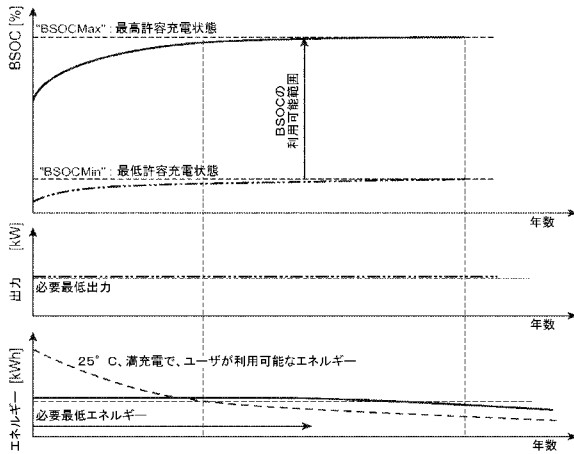 BSOC [%]
"BSOCMax" : 最高許容充電状態
BSOCの
利用可能範囲
"BSOCMin" : 最低許容充電状態
年数
出力 [kW]
必要最低出力
年数
エネルギー [kWh]
25°C、満充電で、ユーザが利用可能なエネルギー
必要最低エネルギー
年数